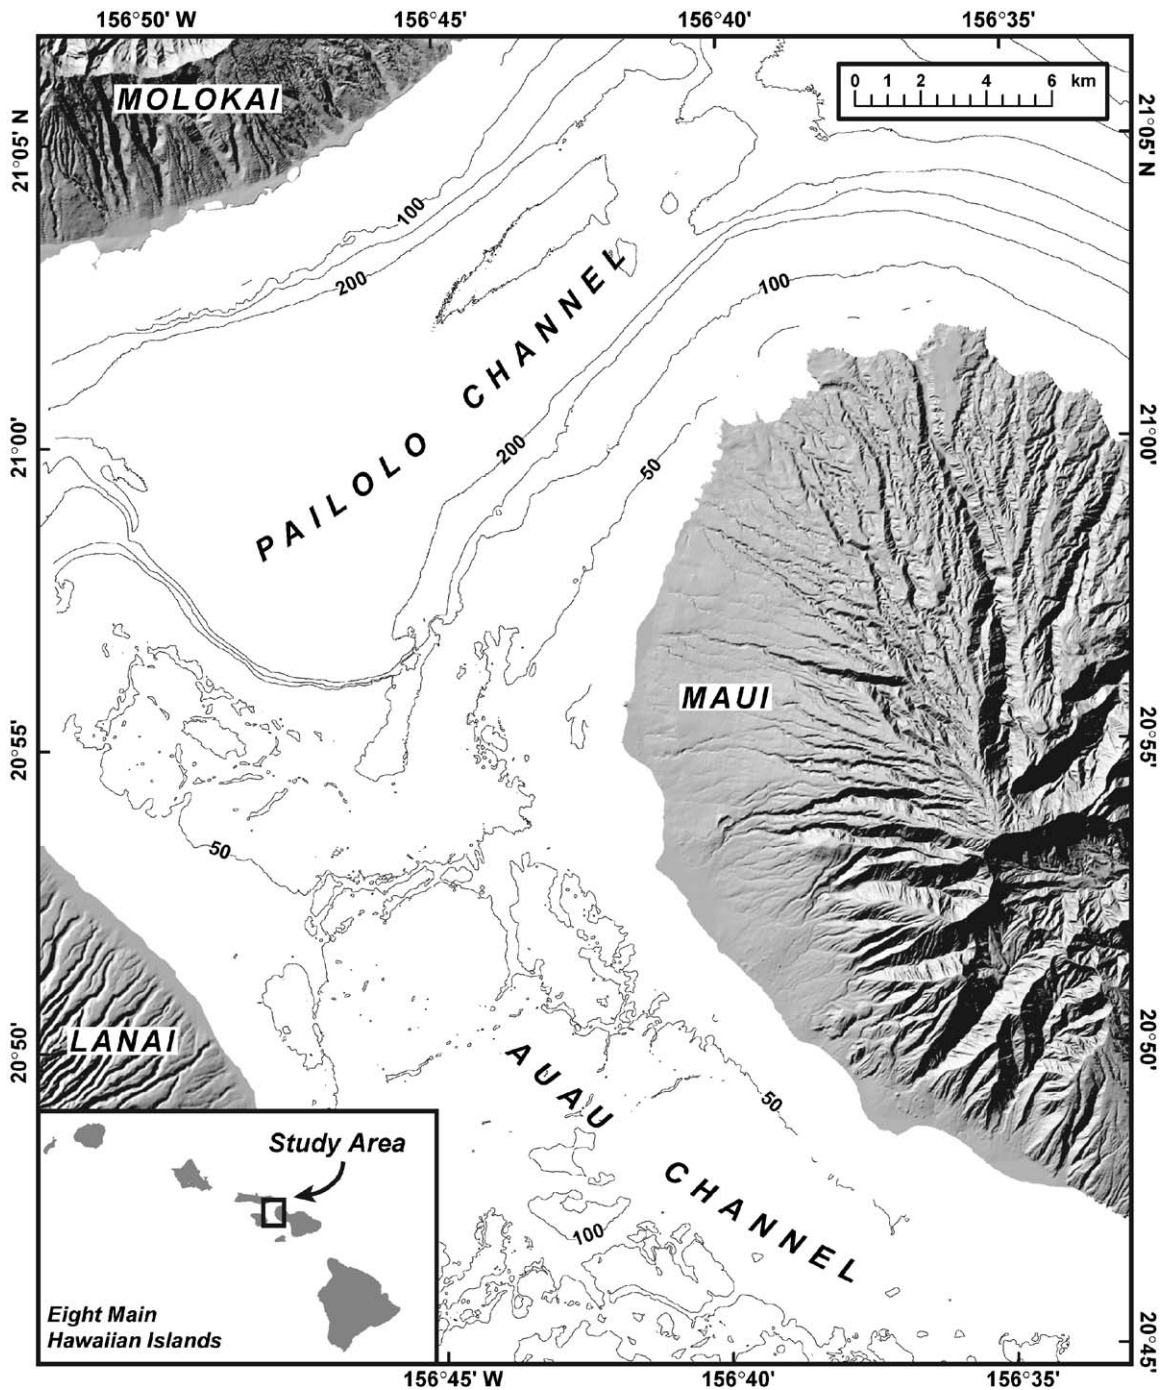 156°50' W
156°45'
156°40'
156°35'
MOLOKAI
0 1 2 4 6 km
21°05' N
21°05' N
100
200
100
PAILOLO CHANNEL
200
50
21°00'
21°00'
MAUI
20°55'
20°55'
50
LANAI
20°50'
20°50'
AUAU CHANNEL
50
100
Study Area
Eight Main
Hawaiian Islands
20°45'
156°45' W
156°40'
156°35'